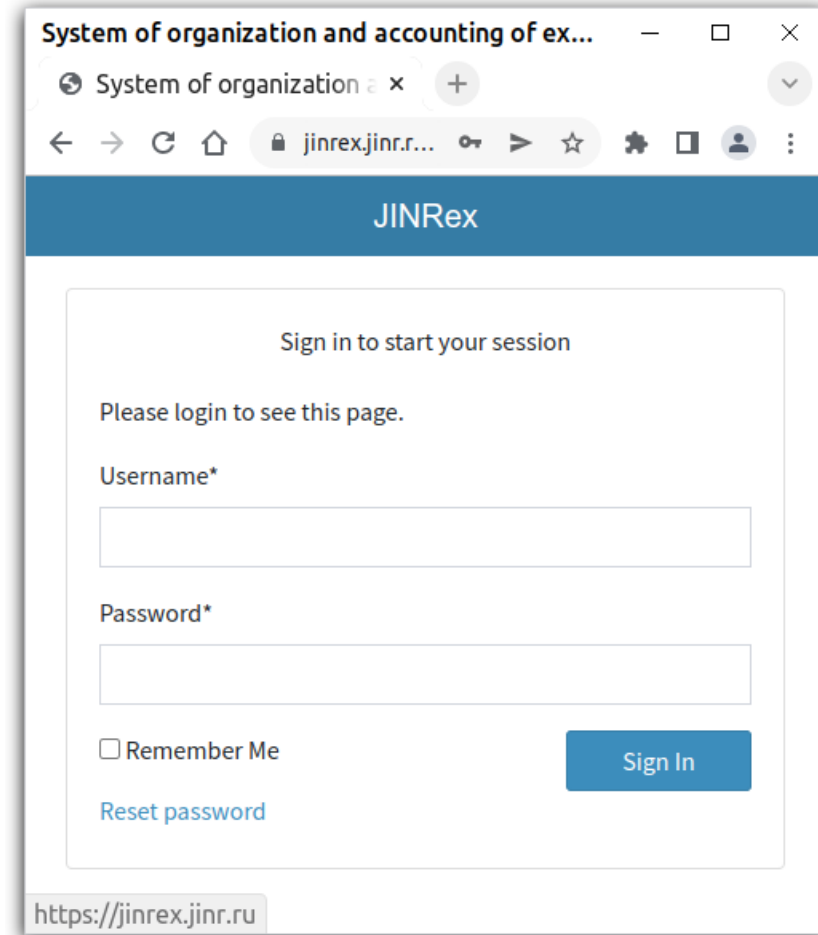 System of organization and accounting of ex...
System of organization a
jinrex.jinr.r...
JINRex
Sign in to start your session
Please login to see this page.
Username*
Password*
Remember Me
Sign In
Reset password
https://jinrex.jinr.ru